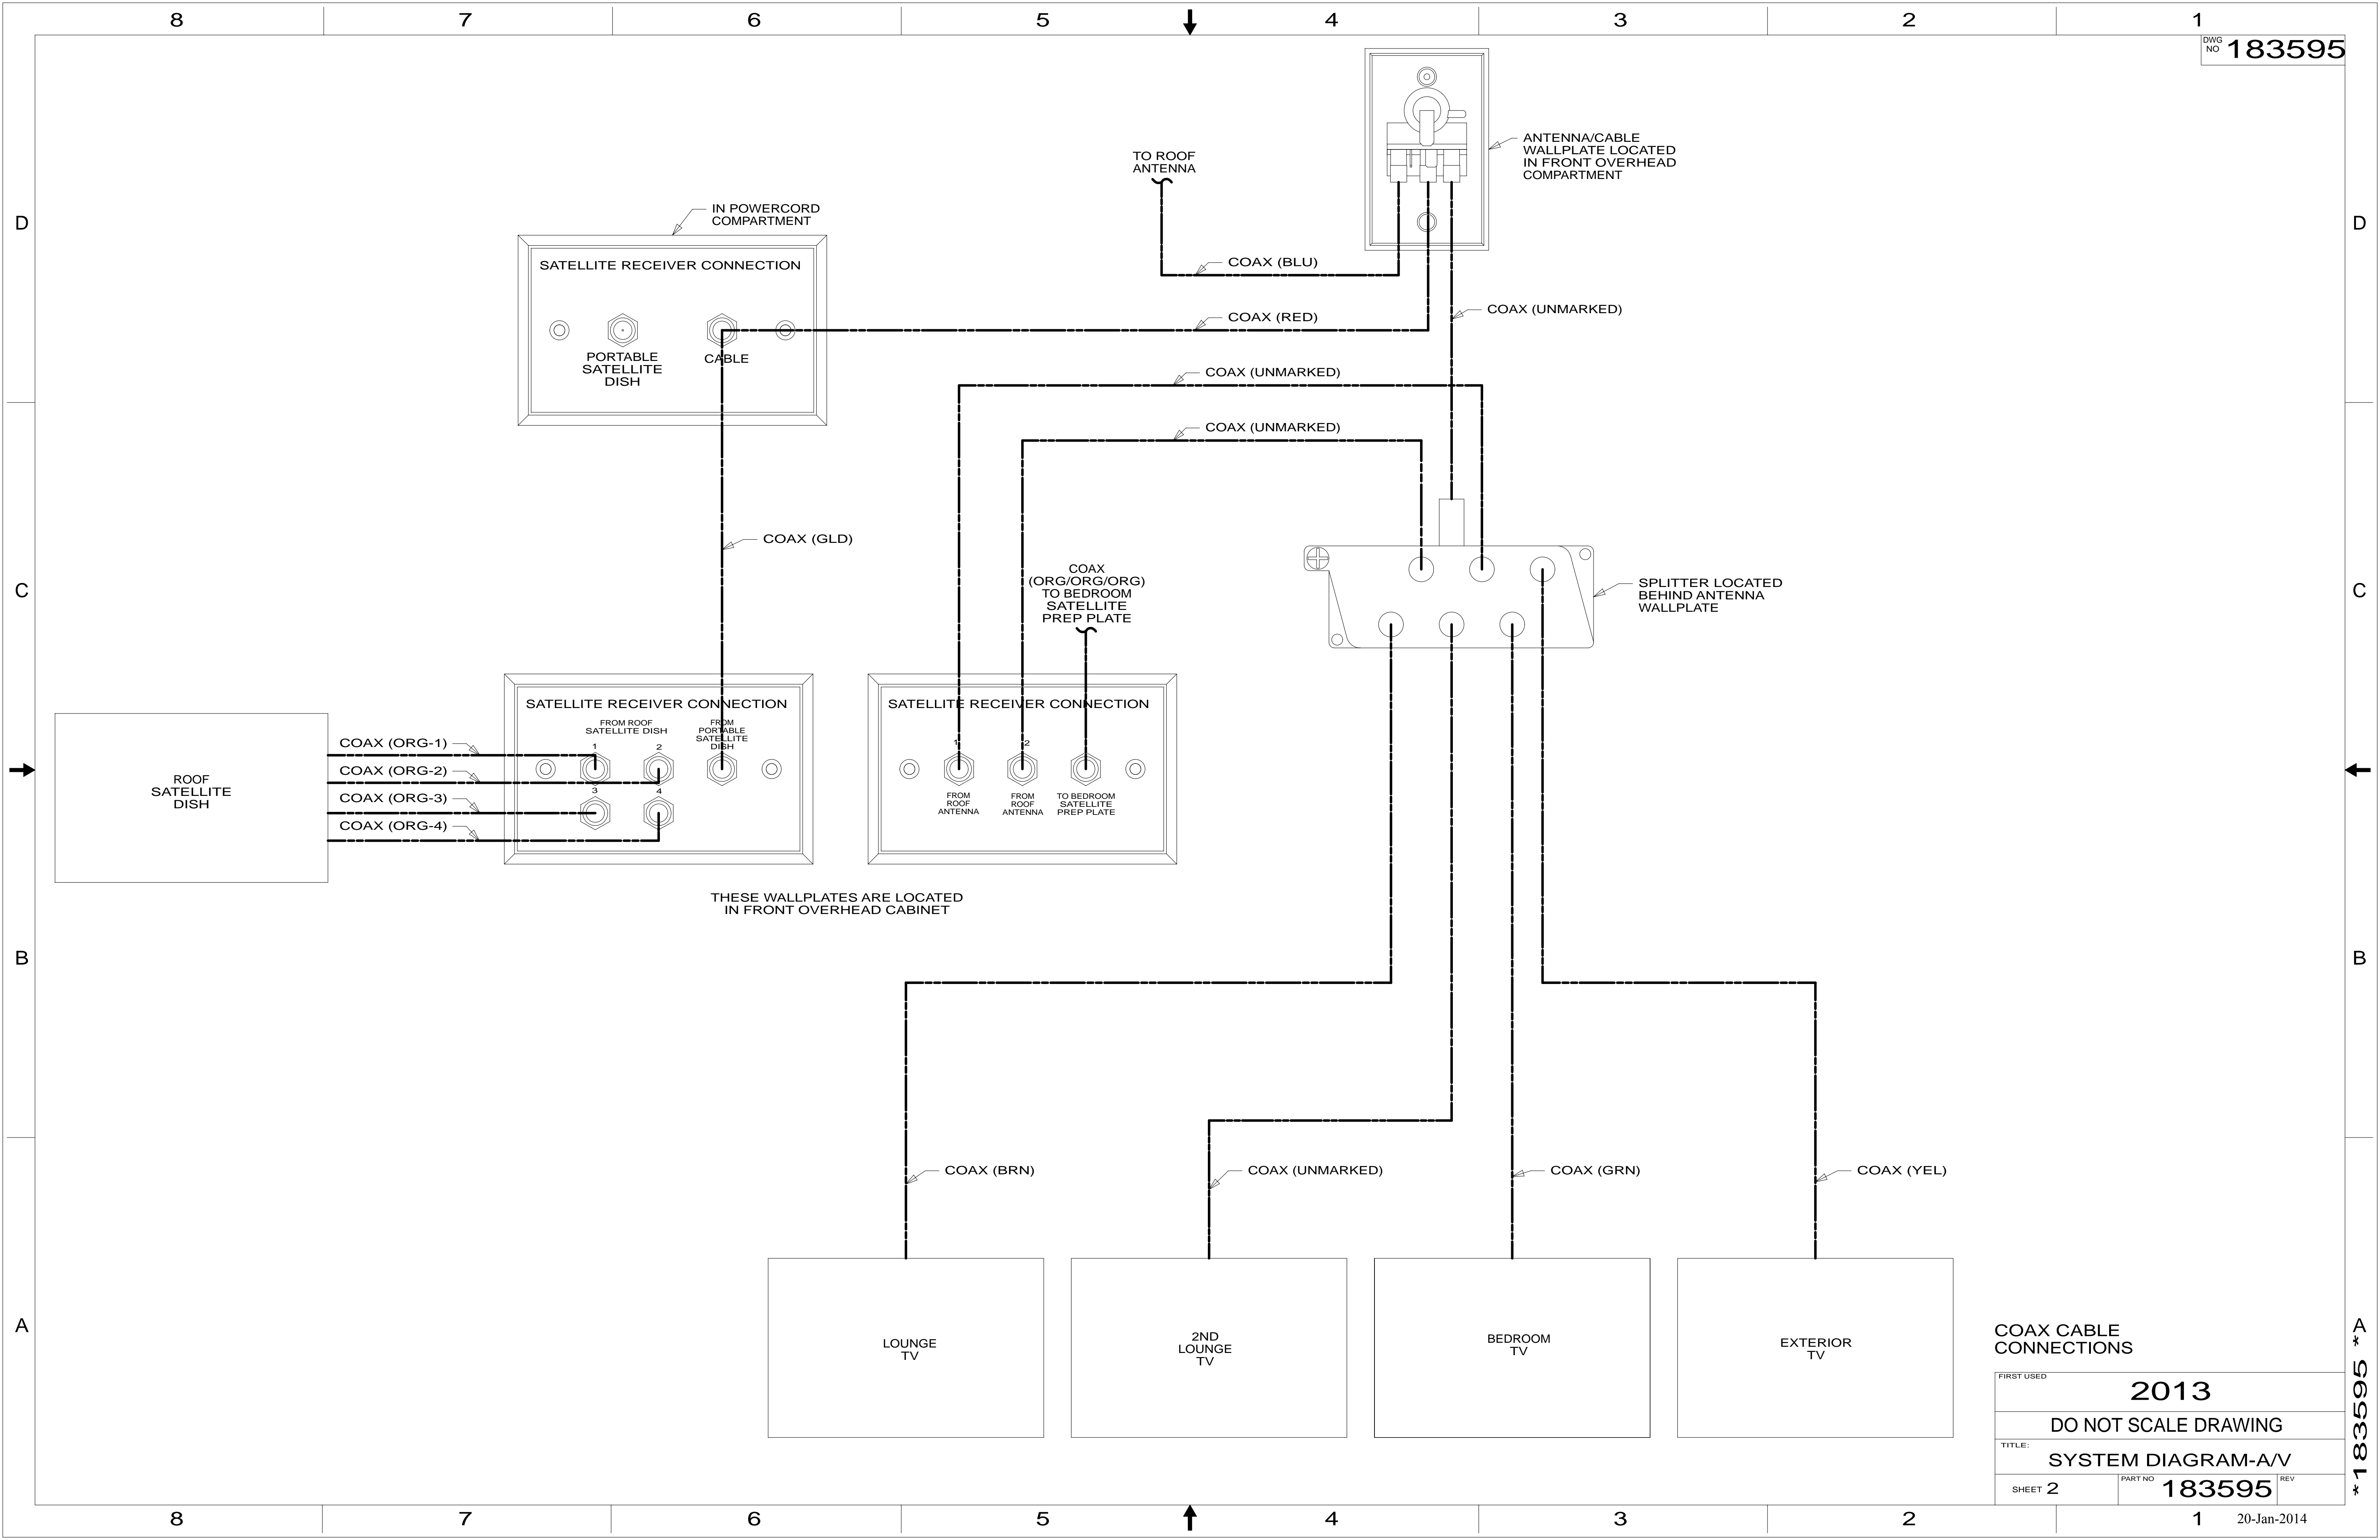 8 7 6 5 4 3 2 1
DWG
NO 183595
ANTENNA/CABLE
WALLPLATE LOCATED
IN FRONT OVERHEAD
COMPARTMENT
TO ROOF
ANTENNA
D D
IN POWERCORD
COMPARTMENT
SATELLITE RECEIVER CONNECTION
COAX (BLU)
COAX (UNMARKED)
COAX (RED)
PORTABLE
SATELLITE
DISH
CABLE
COAX (UNMARKED)
COAX (UNMARKED)
COAX (GLD)
COAX
(ORG/ORG/ORG)
TO BEDROOM
SATELLITE
PREP PLATE
C C
SPLITTER LOCATED
BEHIND ANTENNA
WALLPLATE
SATELLITE RECEIVER CONNECTION
FROM ROOF
SATELLITE DISH
FROM
PORTABLE
SATELLITE
DISH
1 2
3 4
SATELLITE RECEIVER CONNECTION
1 2
FROM
ROOF
ANTENNA
FROM
ROOF
ANTENNA
TO BEDROOM
SATELLITE
PREP PLATE
COAX (ORG-1)
COAX (ORG-2)
COAX (ORG-3)
COAX (ORG-4)
ROOF
SATELLITE
DISH
THESE WALLPLATES ARE LOCATED
IN FRONT OVERHEAD CABINET
B B
COAX (BRN)
COAX (UNMARKED)
COAX (GRN)
COAX (YEL)
LOUNGE
TV
2ND
LOUNGE
TV
BEDROOM
TV
EXTERIOR
TV
A A
COAX CABLE
CONNECTIONS
FIRST USED
2013
DO NOT SCALE DRAWING
TITLE:
SYSTEM DIAGRAM-A/V
SHEET 2
PART NO 183595
REV
*183595 *
8 7 6 5 4 3 2 1
20-Jan-2014